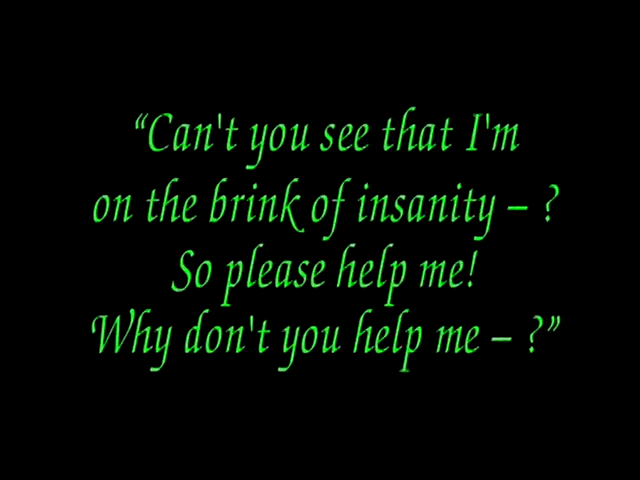 “Can't you see that I'm
on the brink of insanity – ?
So please help me!
Why don't you help me – ?”